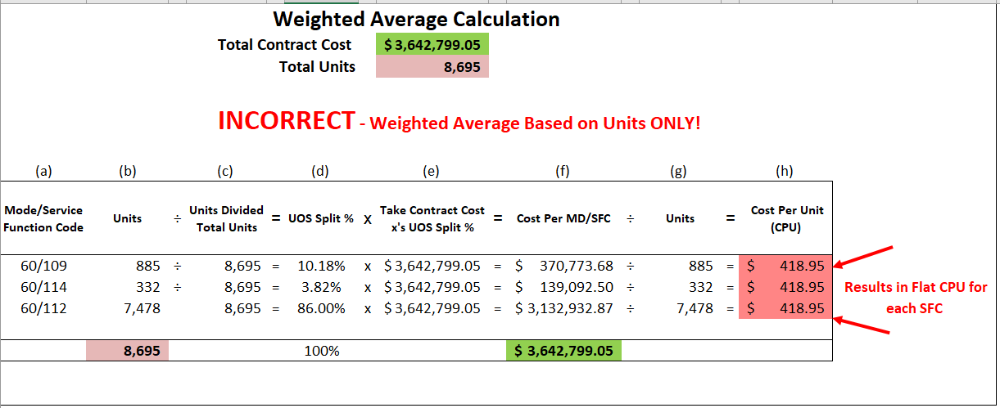 Weighted Average Calculation
Total Contract Cost $ 3,642,799.05
Total Units 8,695
INCORRECT - Weighted Average Based on Units ONLY!
(a) (b) (c) (d) (e) (f) (g) (h)
Mode/Service Function Code Units ÷ Units Divided Total Units = UOS Split % x Take Contract Cost x's UOS Split % = Cost Per MD/SFC ÷ Units = Cost Per Unit (CPU)
60/109 885 ÷ 8,695 = 10.18% x $ 3,642,799.05 = $ 370,773.68 ÷ 885 = $ 418.95
60/114 332 ÷ 8,695 = 3.82% x $ 3,642,799.05 = $ 139,092.50 ÷ 332 = $ 418.95
60/112 7,478 8,695 = 86.00% x $ 3,642,799.05 = $ 3,132,932.87 ÷ 7,478 = $ 418.95
Results in Flat CPU for
each SFC
8,695 100% $ 3,642,799.05